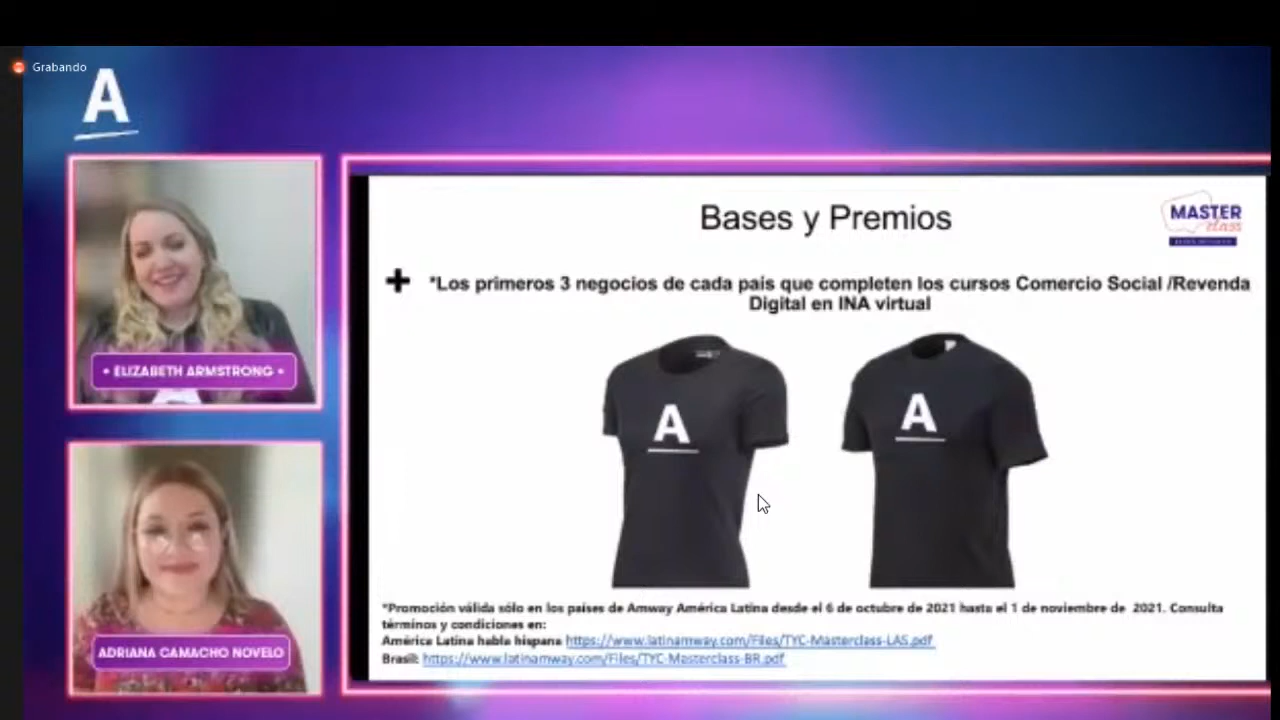 Grabando
A
• ELIZABETH ARMSTRONG •
ADRIANA CAMACHO NOVELO
Bases y Premios
MASTER
class
+ *Los primeros 3 negocios de cada país que completen los cursos Comercio Social /Revenda
Digital en INA virtual
A
A
*Promoción válida sólo en los países de Amway América Latina desde el 6 de octubre de 2021 hasta el 1 de noviembre de 2021. Consulta
términos y condiciones en:
América Latina habla hispana https://www.latinamway.com/Files/TYC-Masterclass-LAS.pdf
Brasil: https://www.latinamway.com/Files/TYC-Masterclass-BR.pdf